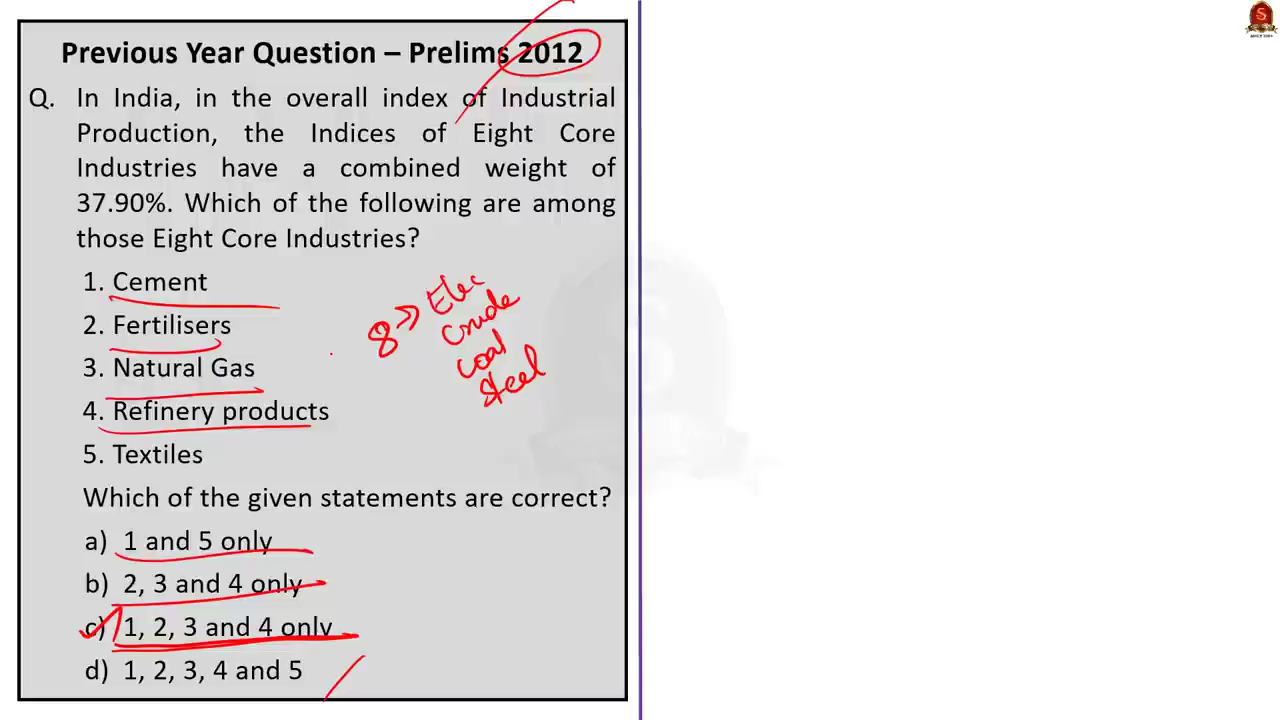 Previous Year Question – Prelims 2012
Q. In India, in the overall index of Industrial
Production, the Indices of Eight Core
Industries have a combined weight of
37.90%. Which of the following are among
those Eight Core Industries?
1. Cement
2. Fertilisers
3. Natural Gas
4. Refinery products
5. Textiles
8 Elec
crude
coal
steel
Which of the given statements are correct?
a) 1 and 5 only
b) 2, 3 and 4 only
c) 1, 2, 3 and 4 only
d) 1, 2, 3, 4 and 5